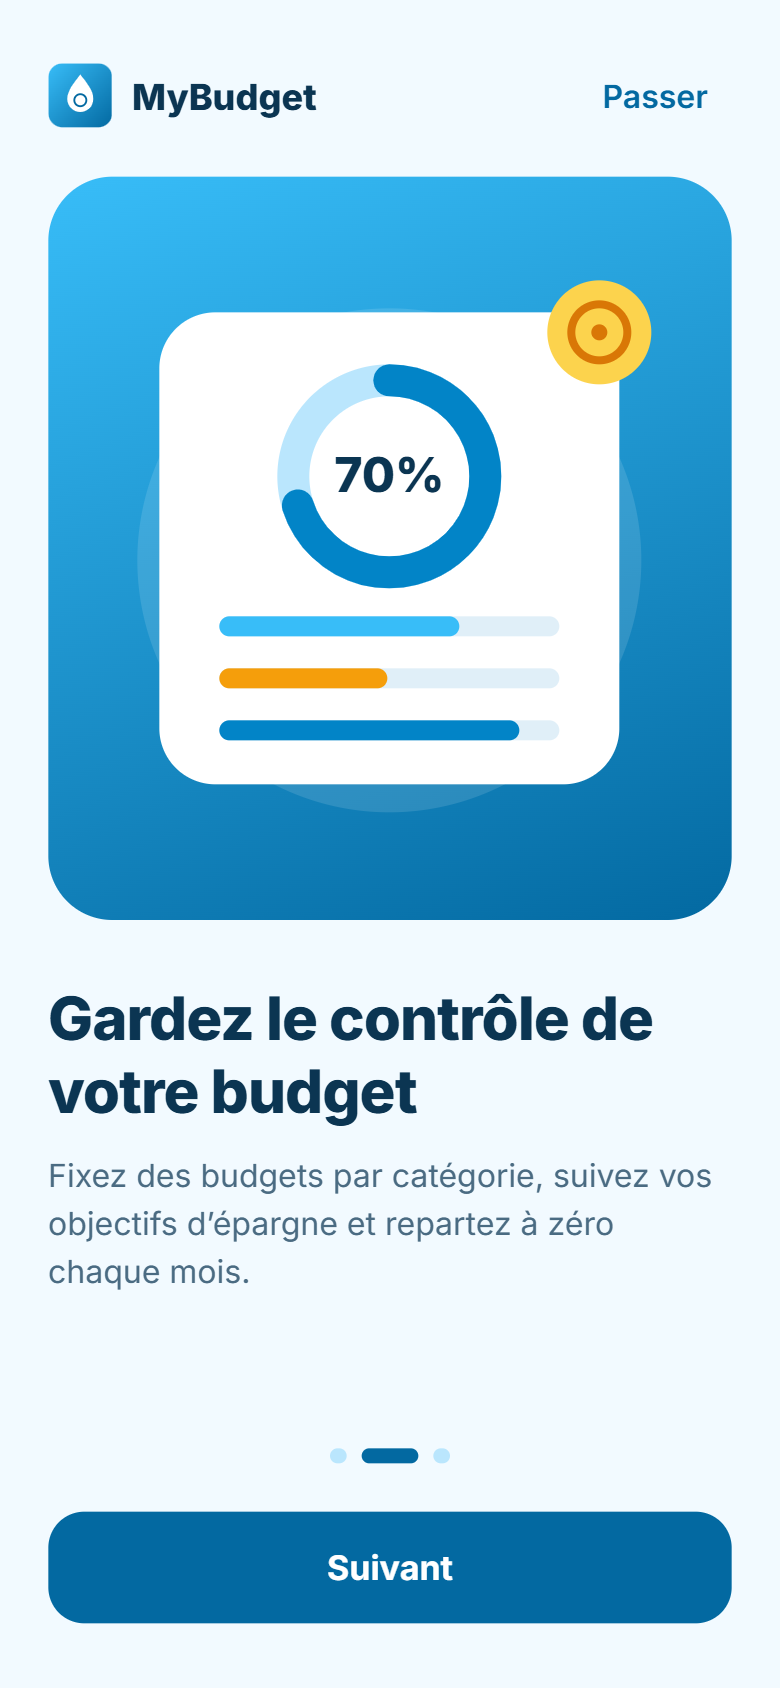 MyBudget
Passer
70%
Gardez le contrôle de
votre budget
Fixez des budgets par catégorie, suivez vos
objectifs d’épargne et repartez à zéro
chaque mois.
Suivant